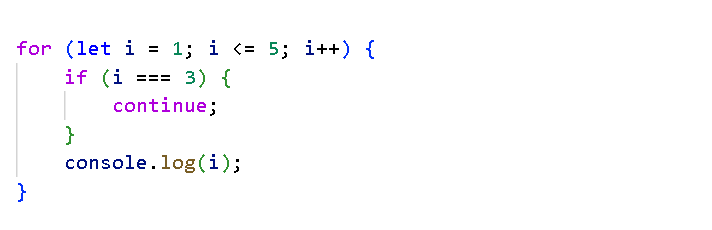 for (let i = 1; i <= 5; i++) {
    if (i === 3) {
        continue;
    }
    console.log(i);
}